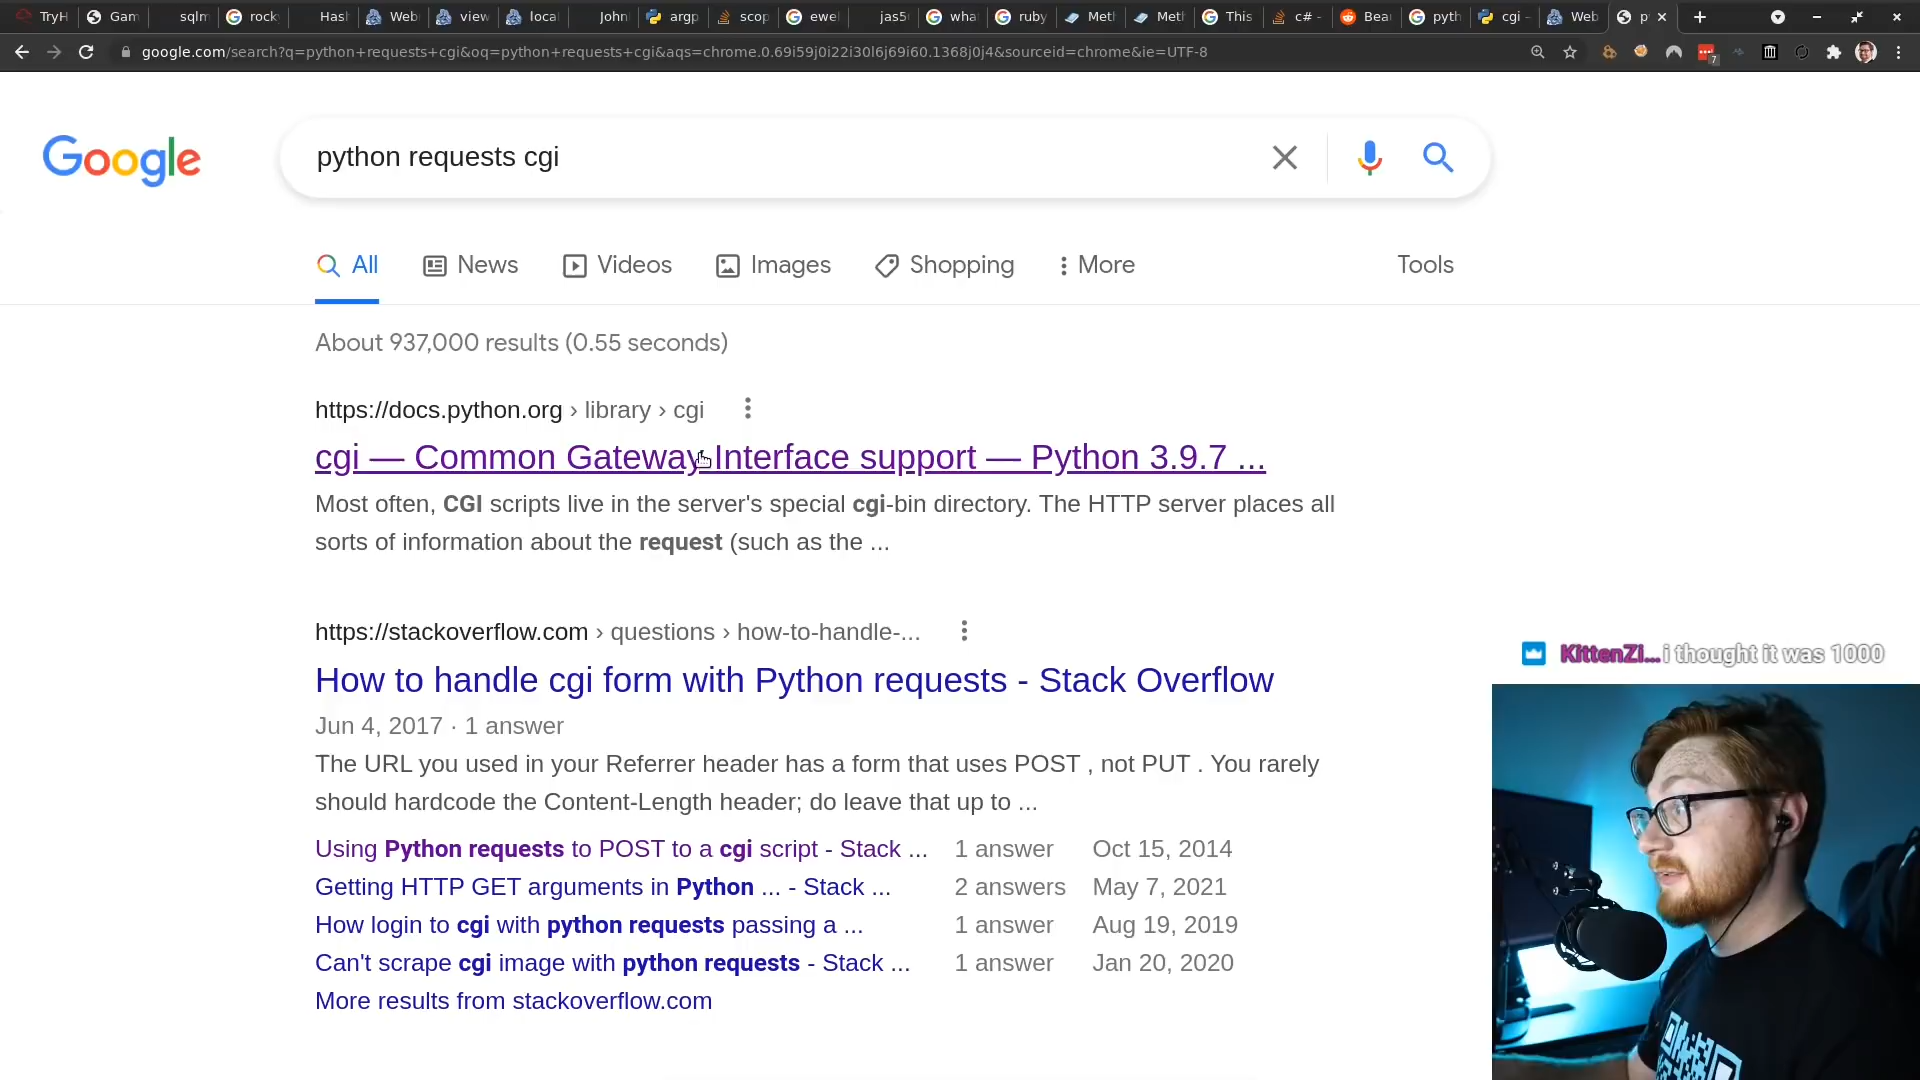 TryH
Gam
sqlm
rock
Hash
Web
view
loca
John
argp
scop
ewel
jas5
what
ruby
Meth
Meth
This
c# -
Bea
pyth
cgi -
Web
p
google.com/search?q=python+requests+cgi&oq=python+requests+cgi&aqs=chrome.0.69i59j0i22i30l6j69i60.1368j0j4&sourceid=chrome&ie=UTF-8
7
Google
python requests cgi
All
News
Videos
Images
Shopping
More
Tools
About 937,000 results (0.55 seconds)
https://docs.python.org › library › cgi
cgi — Common Gateway Interface support — Python 3.9.7 ...
Most often, CGI scripts live in the server's special cgi-bin directory. The HTTP server places all
sorts of information about the request (such as the ...
https://stackoverflow.com › questions › how-to-handle-...
How to handle cgi form with Python requests - Stack Overflow
Jun 4, 2017 · 1 answer
The URL you used in your Referrer header has a form that uses POST , not PUT . You rarely
should hardcode the Content-Length header; do leave that up to ...
Using Python requests to POST to a cgi script - Stack ... 1 answer Oct 15, 2014
Getting HTTP GET arguments in Python ... - Stack ... 2 answers May 7, 2021
How login to cgi with python requests passing a ... 1 answer Aug 19, 2019
Can't scrape cgi image with python requests - Stack ... 1 answer Jan 20, 2020
More results from stackoverflow.com
KittenZi... i thought it was 1000